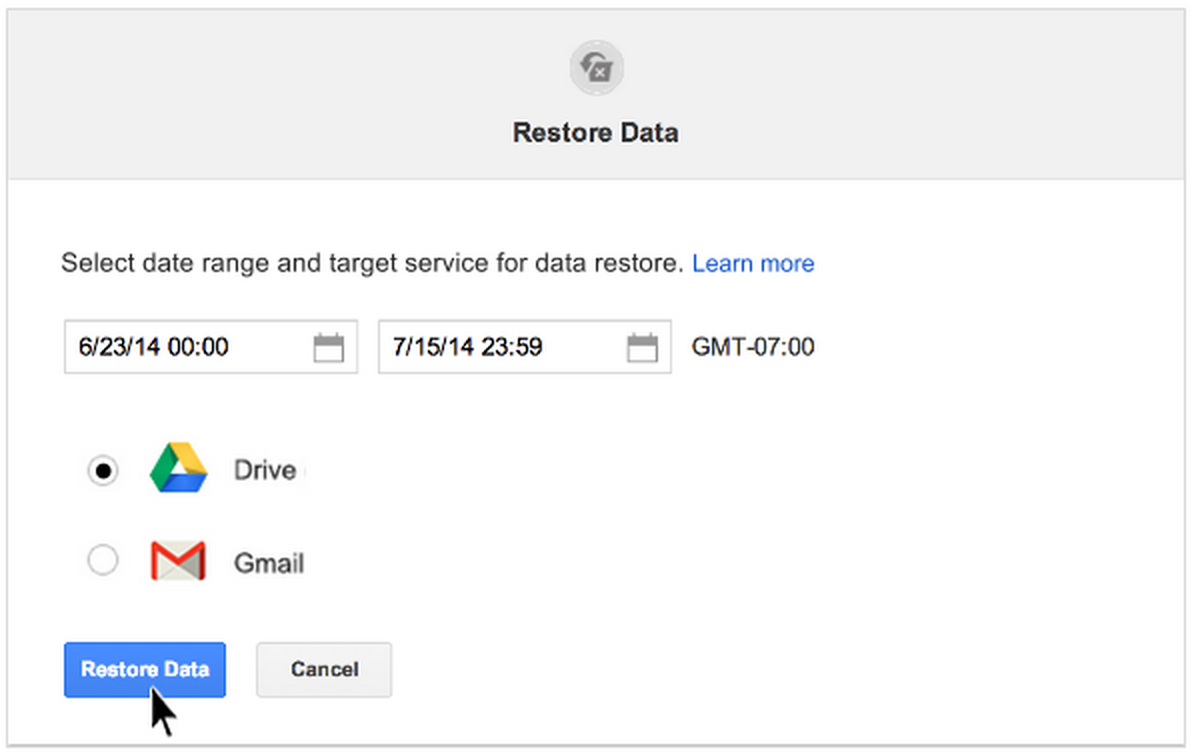 Restore Data
Select date range and target service for data restore. Learn more
6/23/14 00:00 7/15/14 23:59 GMT-07:00
Drive
Gmail
Restore Data Cancel